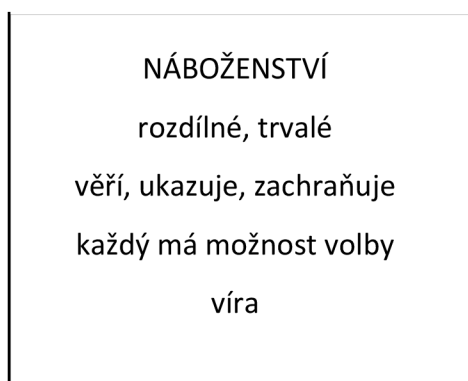 NÁBOŽENSTVÍ
rozdílné, trvalé
věří, ukazuje, zachraňuje
každý má možnost volby
víra